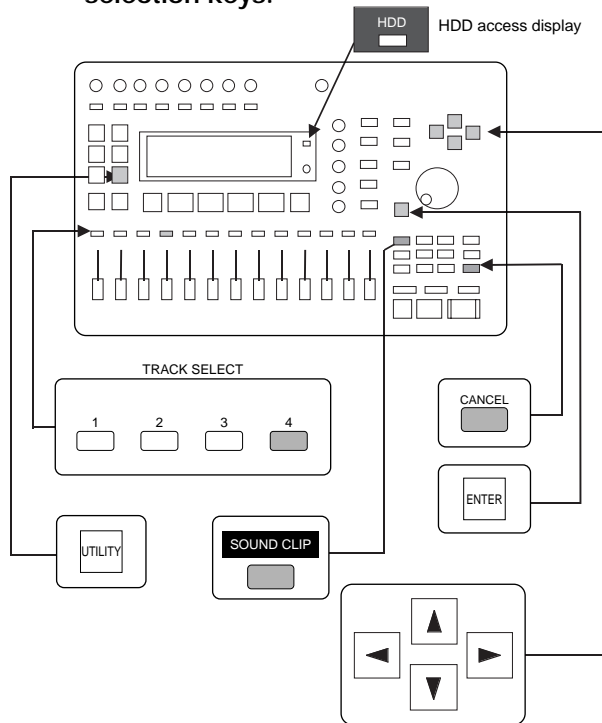 selection keys.
HDD
HDD access display
TRACK SELECT
1 2 3 4
CANCEL
ENTER
UTILITY
SOUND CLIP